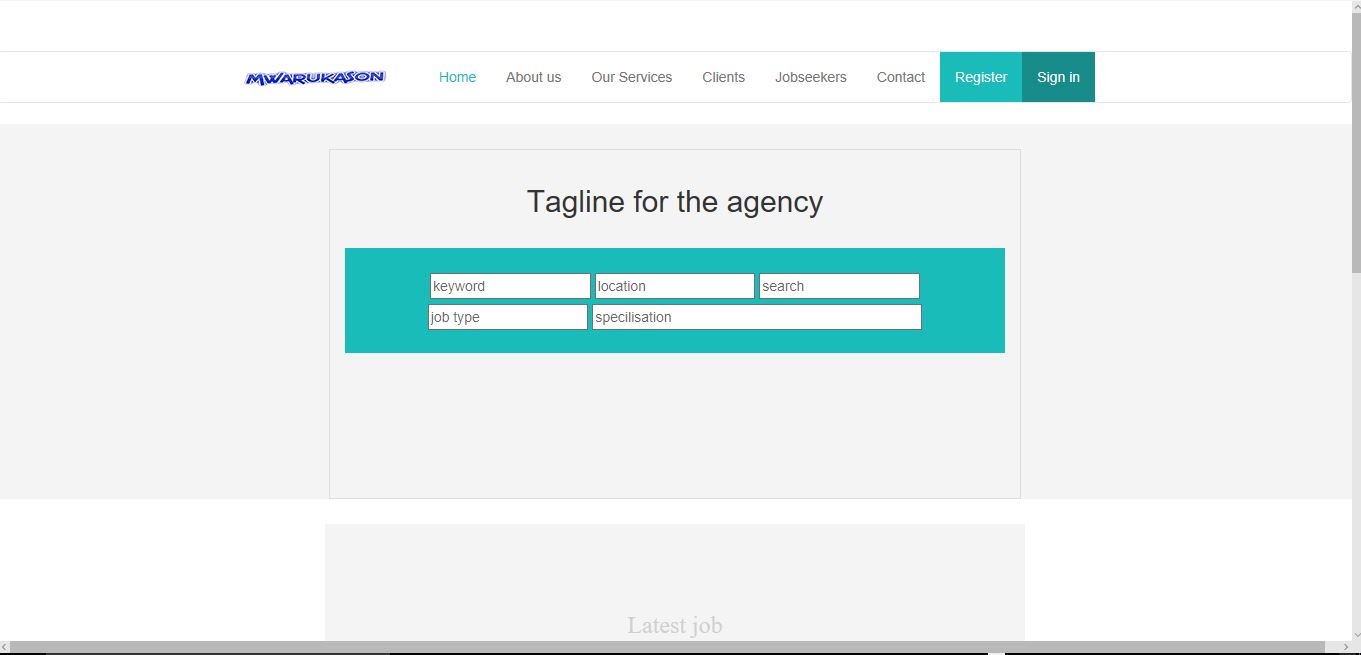 MWARUKASON Home About us Our Services Clients Jobseekers Contact Register Sign in
Tagline for the agency
keyword location search
job type specilisation
Latest job